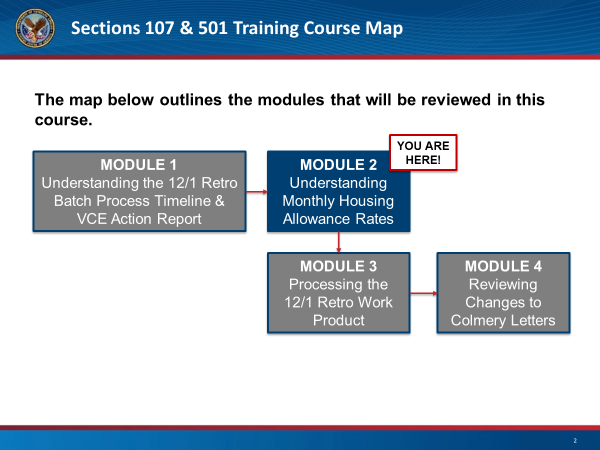 Sections 107 & 501 Training Course Map
The map below outlines the modules that will be reviewed in this
course.
YOU ARE
HERE!
MODULE 1
Understanding the 12/1 Retro
Batch Process Timeline &
VCE Action Report
MODULE 2
Understanding
Monthly Housing
Allowance Rates
MODULE 3
Processing the
12/1 Retro Work
Product
MODULE 4
Reviewing
Changes to
Colmery Letters
2